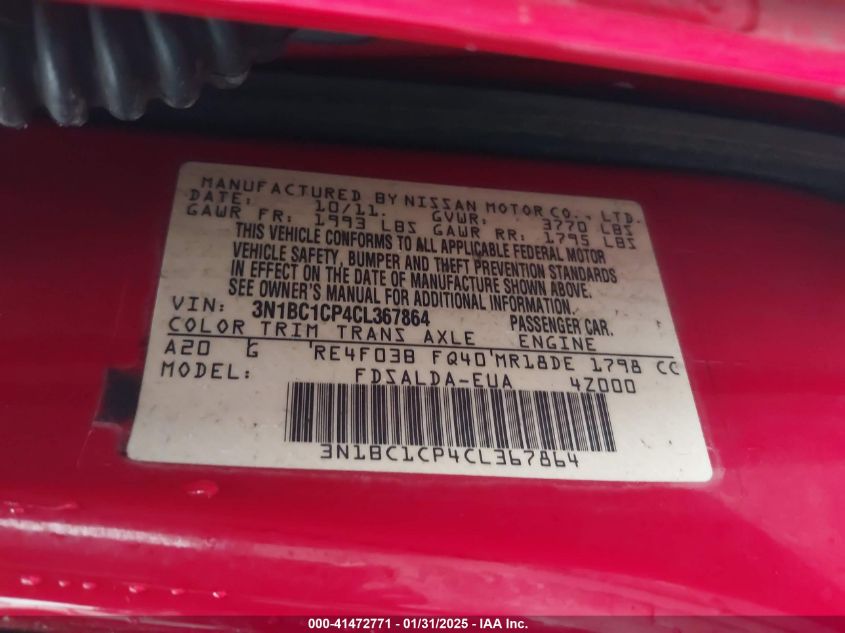 MANUFACTURED BY NISSAN MOTOR CO., LTD.
DATE: 10/11. GVWR: 3770 LBS
GAWR FR: 1993 LBS GAWR RR: 1795 LBS
THIS VEHICLE CONFORMS TO ALL APPLICABLE FEDERAL MOTOR
VEHICLE SAFETY, BUMPER AND THEFT PREVENTION STANDARDS
IN EFFECT ON THE DATE OF MANUFACTURE SHOWN ABOVE.
SEE OWNER'S MANUAL FOR ADDITIONAL INFORMATION.
VIN: 3N1BC1CP4CL367864 PASSENGER CAR.
COLOR TRIM TRANS AXLE ENGINE
A20 G RE4F03B FQ40 MR18DE 1798 CC
MODEL: FDSALDA-EUA 4Z000
3N1BC1CP4CL367864
000-41472771 - 01/31/2025 - IAA Inc.